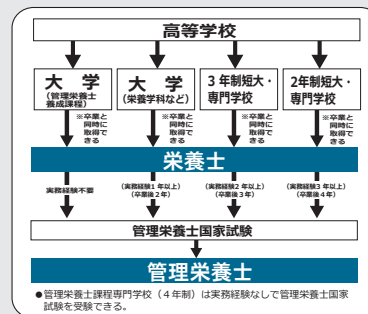 高等学校
大 学
(管理栄養士
養成課程)
大 学
(栄養学科など)
3 年制短大・
専門学校
2年制短大・
専門学校
※卒業と
同時に
取得で
きる
※卒業と
同時に
取得で
きる
※卒業と
同時に
取得で
きる
※卒業と
同時に
取得で
きる
栄養士
実務経験不要
(実務経験1 年以上)
(卒業後2 年)
(実務経験2 年以上)
(卒業後3 年)
(実務経験3 年以上)
(卒業後4 年)
管理栄養士国家試験
管理栄養士
●管理栄養士課程専門学校（４年制）は実務経験なしで管理栄養士国家
試験を受験できる。